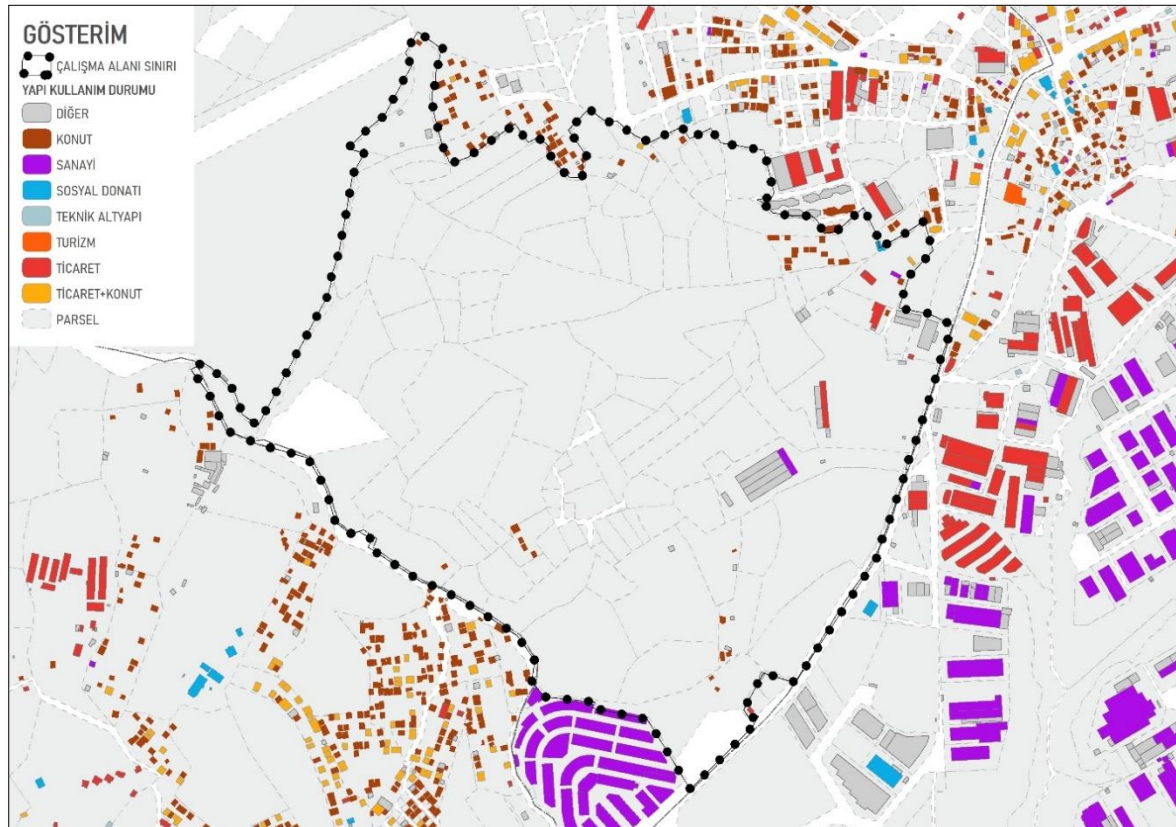 GÖSTERİM
ÇALIŞMA ALANI SINIRI
YAPI KULLANIM DURUMU
DİĞER
KONUT
SANAYİ
SOSYAL DONATI
TEKNİK ALTYAPI
TURİZM
TİCARET
TİCARET+KONUT
PARSEL